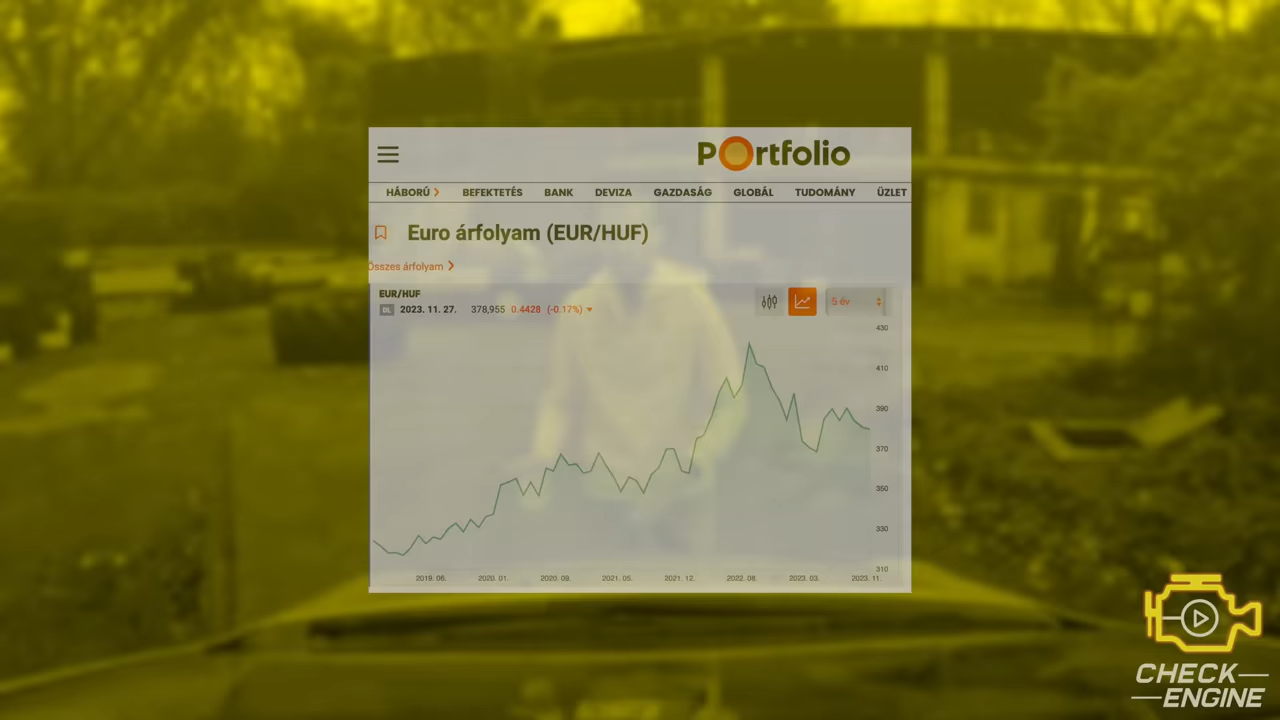 Portfolio
HÁBORÚ BEFEKTETÉS BANK DEVIZA GAZDASÁG GLOBÁL TUDOMÁNY ÜZLET
Euro árfolyam (EUR/HUF)
Összes árfolyam
EUR/HUF
DL 2023. 11. 27. 378,955 0.4428 (-0.17%)
5 év
430
410
390
370
350
330
310
2019. 06. 2020. 01. 2020. 09. 2021. 05. 2021. 12. 2022. 08. 2023. 03. 2023. 11.
CHECK
ENGINE